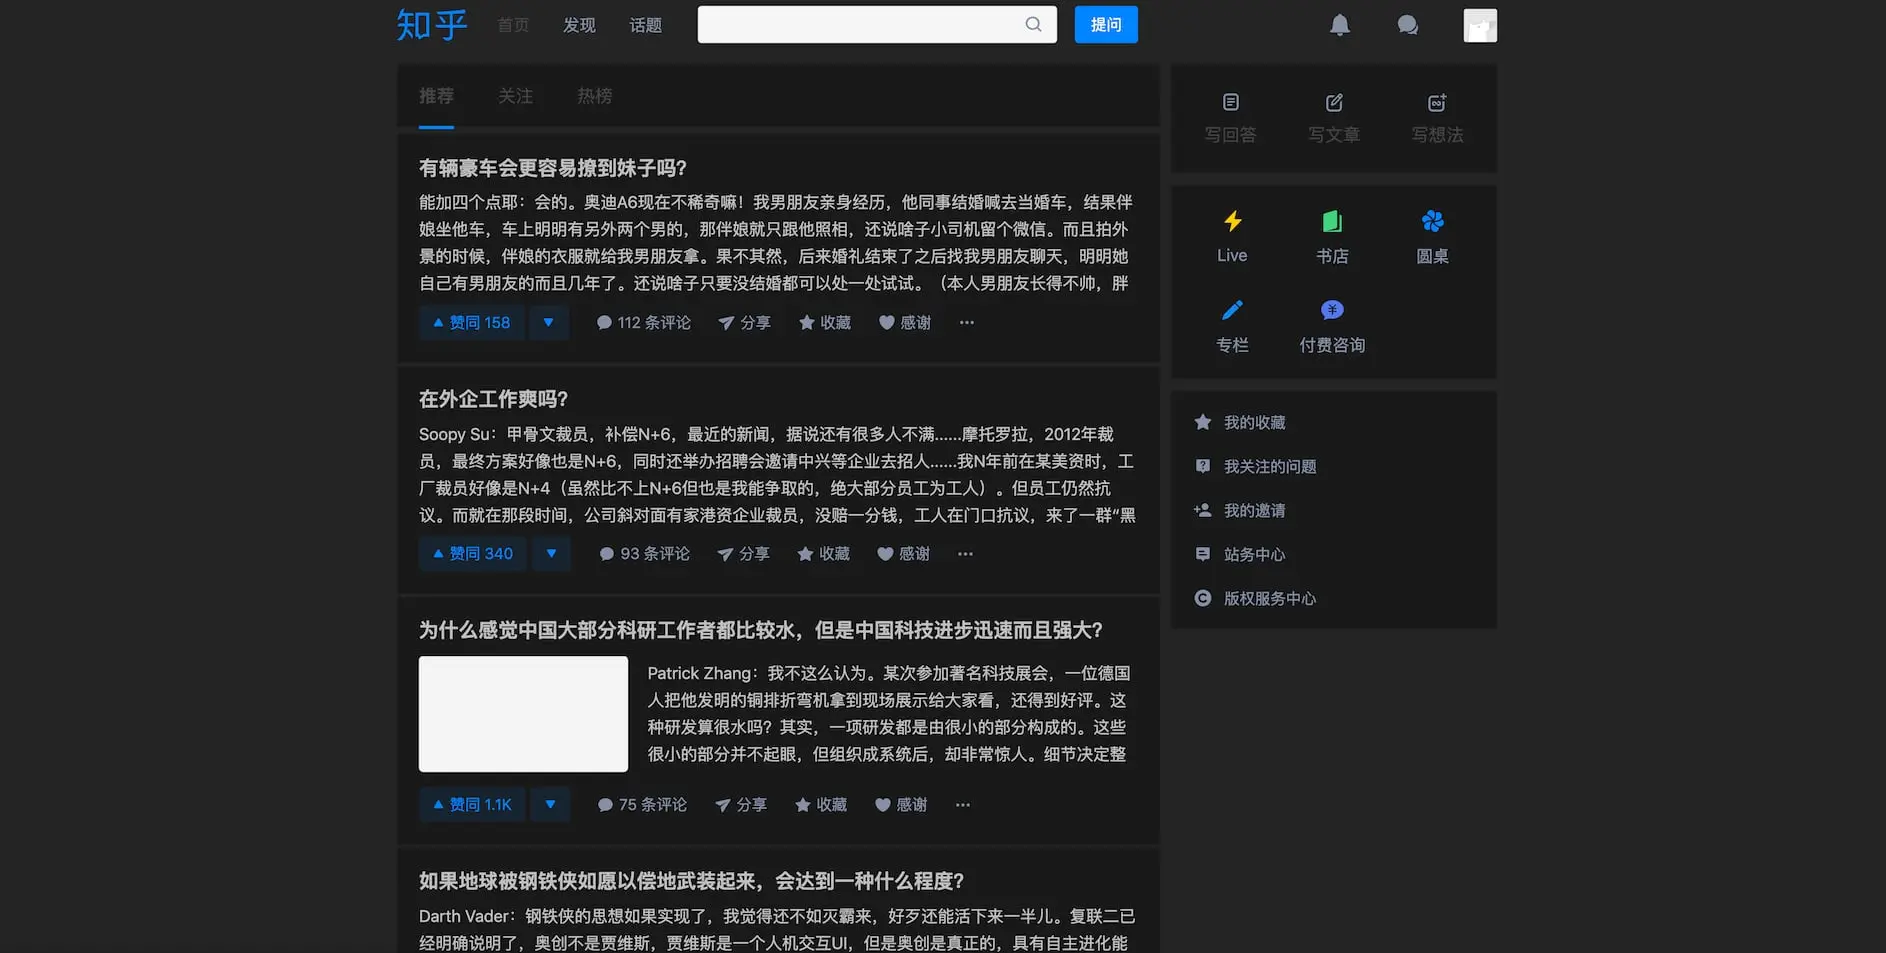 知乎 首页 发现 话题 提问
推荐 关注 热榜
有辆豪车会更容易撩到妹子吗？
能加四个点耶：会的。奥迪A6现在不稀奇嘛！我男朋友亲身经历，他同事结婚喊去当婚车，结果伴
娘坐他车，车上明明有另外两个男的，那伴娘就只跟他照相，还说啥子小司机留个微信。而且拍外
景的时候，伴娘的衣服就给我男朋友拿。果不其然，后来婚礼结束了之后找我男朋友聊天，明明她
自己有男朋友的而且几年了。还说啥子只要没结婚都可以处一处试试。（本人男朋友长得不帅，胖
赞同 158 112 条评论 分享 收藏 感谢 ···
在外企工作爽吗？
Soopy Su：甲骨文裁员，补偿N+6，最近的新闻，据说还有很多人不满……摩托罗拉，2012年裁
员，最终方案好像也是N+6，同时还举办招聘会邀请中兴等企业去招人……我N年前在某美资时，工
厂裁员好像是N+4（虽然比不上N+6但也是我能争取的，绝大部分员工为工人）。但员工仍然抗
议。而就在那段时间，公司斜对面有家港资企业裁员，没赔一分钱，工人在门口抗议，来了一群“黑
赞同 340 93 条评论 分享 收藏 感谢 ···
为什么感觉中国大部分科研工作者都比较水，但是中国科技进步迅速而且强大？
Patrick Zhang：我不这么认为。某次参加著名科技展会，一位德国
人把他发明的铜排折弯机拿到现场展示给大家看，还得到好评。这
种研发算很水吗？其实，一项研发都是由很小的部分构成的。这些
很小的部分并不起眼，但组织成系统后，却非常惊人。细节决定整
赞同 1.1K 75 条评论 分享 收藏 感谢 ···
如果地球被钢铁侠如愿以偿地武装起来，会达到一种什么程度？
Darth Vader：钢铁侠的思想如果实现了，我觉得还不如灭霸来，好歹还能活下来一半儿。复联二已
经明确说明了，奥创不是贾维斯，贾维斯是一个人机交互UI，但是奥创是真正的，具有自主进化能
写回答 写文章 写想法
Live 书店 圆桌
专栏 付费咨询
我的收藏
我关注的问题
我的邀请
站务中心
版权服务中心